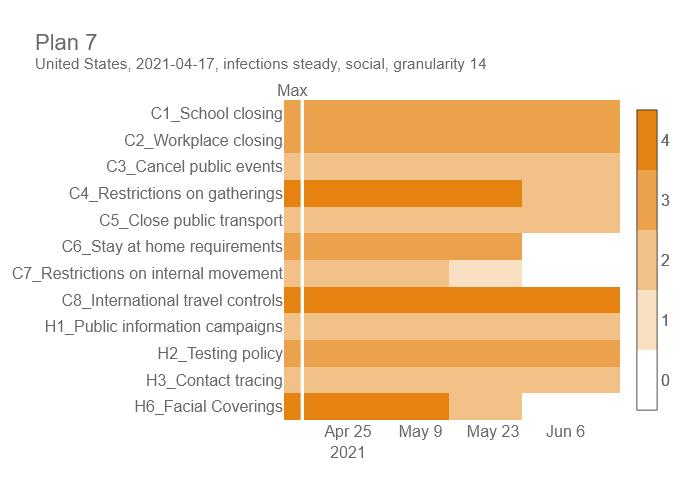 Plan 7
United States, 2021-04-17, infections steady, social, granularity 14
Max
C1_School closing
C2_Workplace closing
C3_Cancel public events
C4_Restrictions on gatherings
C5_Close public transport
C6_Stay at home requirements
C7_Restrictions on internal movement
C8_International travel controls
H1_Public information campaigns
H2_Testing policy
H3_Contact tracing
H6_Facial Coverings
Apr 25 May 9 May 23 Jun 6
2021
4
3
2
1
0